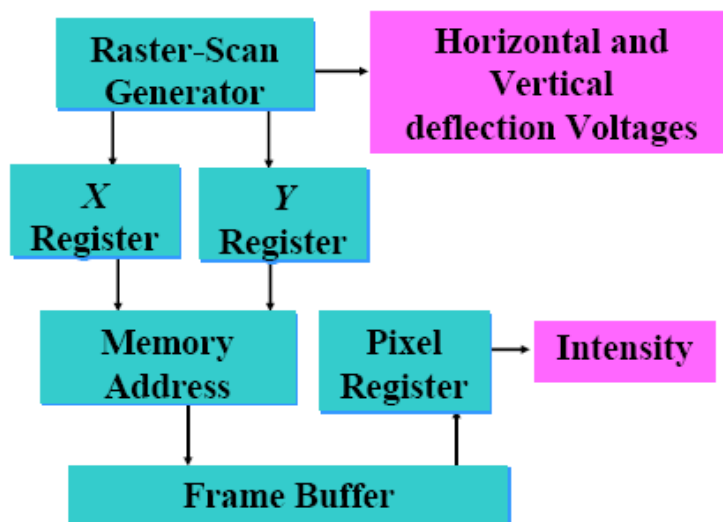 Raster-Scan
Generator
Horizontal and
Vertical
deflection Voltages
X
Register
Y
Register
Memory
Address
Pixel
Register
Intensity
Frame Buffer